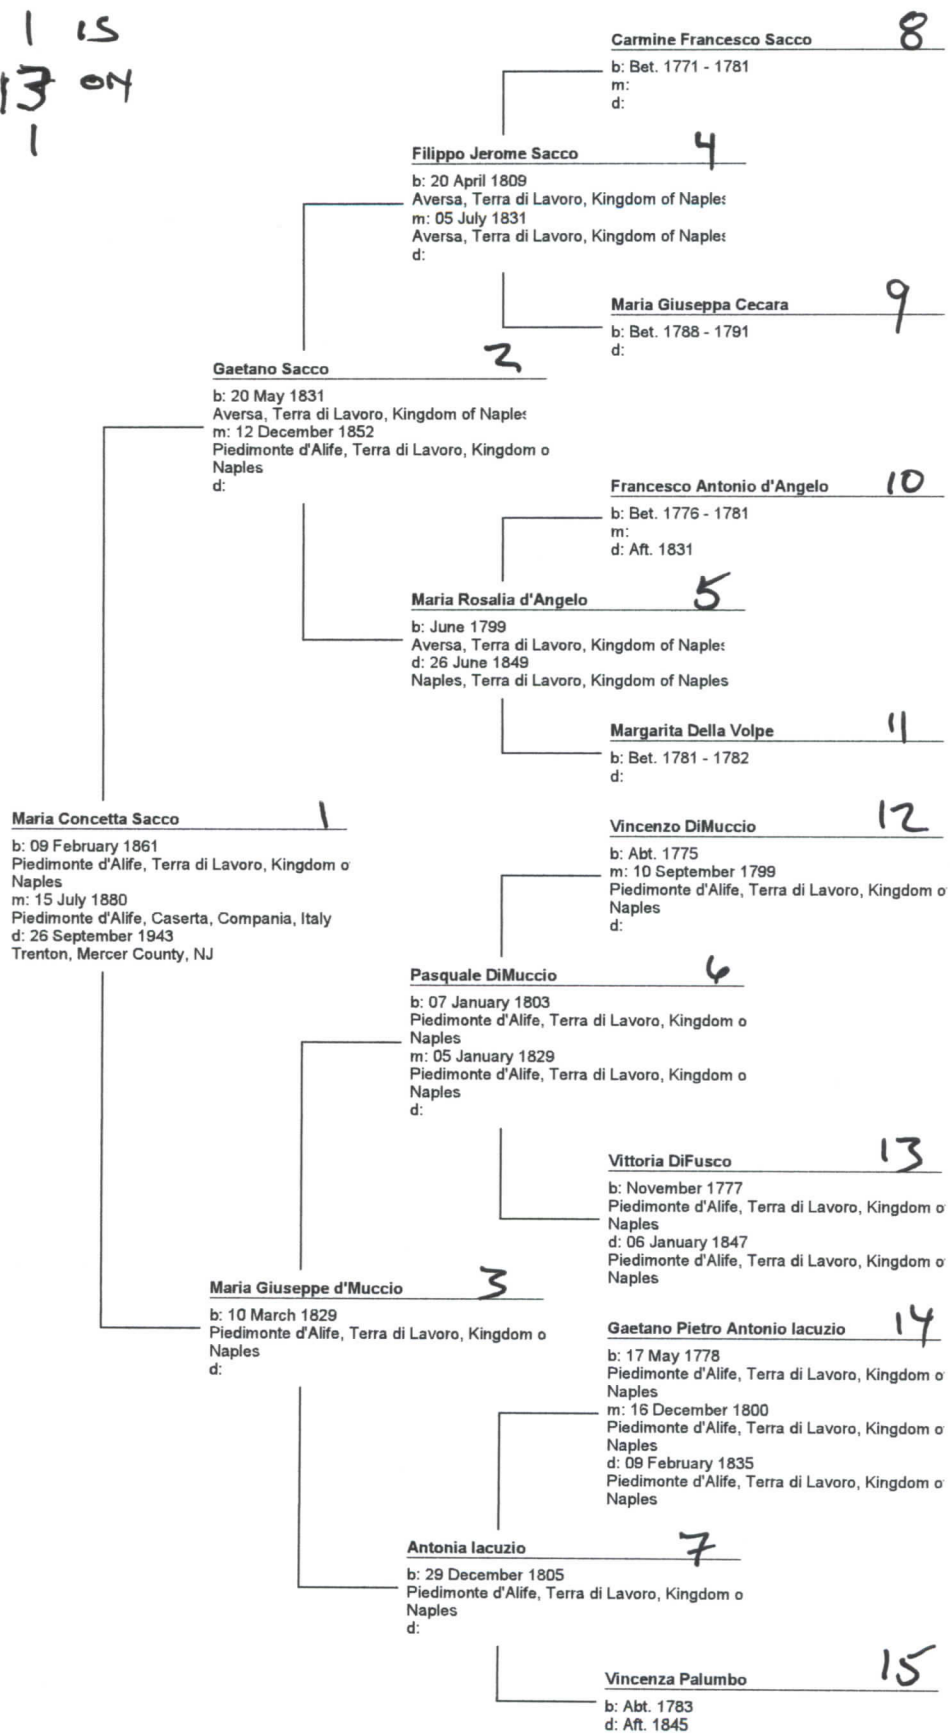 1 IS
13 ON
1
Carmine Francesco Sacco 8
b: Bet. 1771 - 1781
m:
d:
Filippo Jerome Sacco 4
b: 20 April 1809
Aversa, Terra di Lavoro, Kingdom of Naples
m: 05 July 1831
Aversa, Terra di Lavoro, Kingdom of Naples
d:
Maria Giuseppa Cecara 9
b: Bet. 1788 - 1791
d:
Gaetano Sacco 2
b: 20 May 1831
Aversa, Terra di Lavoro, Kingdom of Naples
m: 12 December 1852
Piedimonte d'Alife, Terra di Lavoro, Kingdom o
Naples
d:
Francesco Antonio d'Angelo 10
b: Bet. 1776 - 1781
m:
d: Aft. 1831
Maria Rosalia d'Angelo 5
b: June 1799
Aversa, Terra di Lavoro, Kingdom of Naples
d: 26 June 1849
Naples, Terra di Lavoro, Kingdom of Naples
Margarita Della Volpe 11
b: Bet. 1781 - 1782
d:
Maria Concetta Sacco 1
b: 09 February 1861
Piedimonte d'Alife, Terra di Lavoro, Kingdom o
Naples
m: 15 July 1880
Piedimonte d'Alife, Caserta, Compania, Italy
d: 26 September 1943
Trenton, Mercer County, NJ
Vincenzo DiMuccio 12
b: Abt. 1775
m: 10 September 1799
Piedimonte d'Alife, Terra di Lavoro, Kingdom o
Naples
d:
Pasquale DiMuccio 6
b: 07 January 1803
Piedimonte d'Alife, Terra di Lavoro, Kingdom o
Naples
m: 05 January 1829
Piedimonte d'Alife, Terra di Lavoro, Kingdom o
Naples
d:
Vittoria DiFusco 13
b: November 1777
Piedimonte d'Alife, Terra di Lavoro, Kingdom o
Naples
d: 06 January 1847
Piedimonte d'Alife, Terra di Lavoro, Kingdom o
Naples
Maria Giuseppe d'Muccio 3
b: 10 March 1829
Piedimonte d'Alife, Terra di Lavoro, Kingdom o
Naples
d:
Gaetano Pietro Antonio Iacuzio 14
b: 17 May 1778
Piedimonte d'Alife, Terra di Lavoro, Kingdom o
Naples
m: 16 December 1800
Piedimonte d'Alife, Terra di Lavoro, Kingdom o
Naples
d: 09 February 1835
Piedimonte d'Alife, Terra di Lavoro, Kingdom o
Naples
Antonia Iacuzio 7
b: 29 December 1805
Piedimonte d'Alife, Terra di Lavoro, Kingdom o
Naples
d:
Vincenza Palumbo 15
b: Abt. 1783
d: Aft. 1845